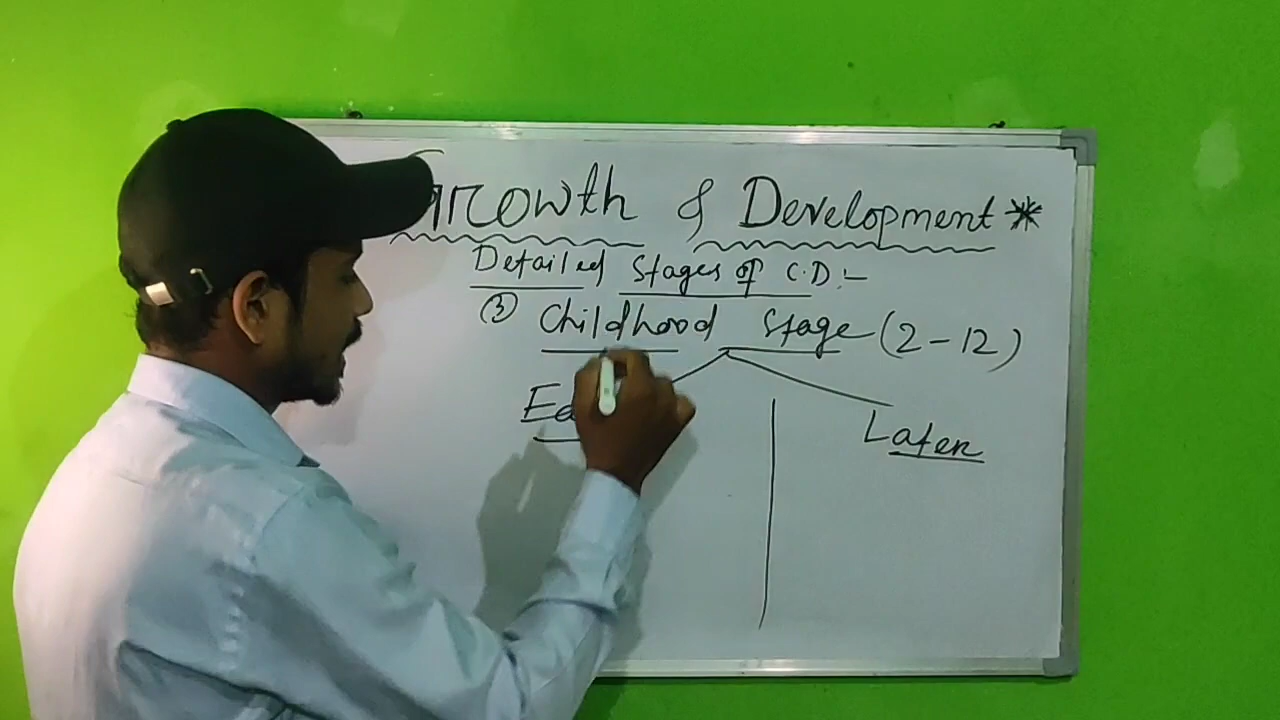 Growth & Development *
Detailed Stages of C.D :-
③ Childhood Stage (2-12)
Later